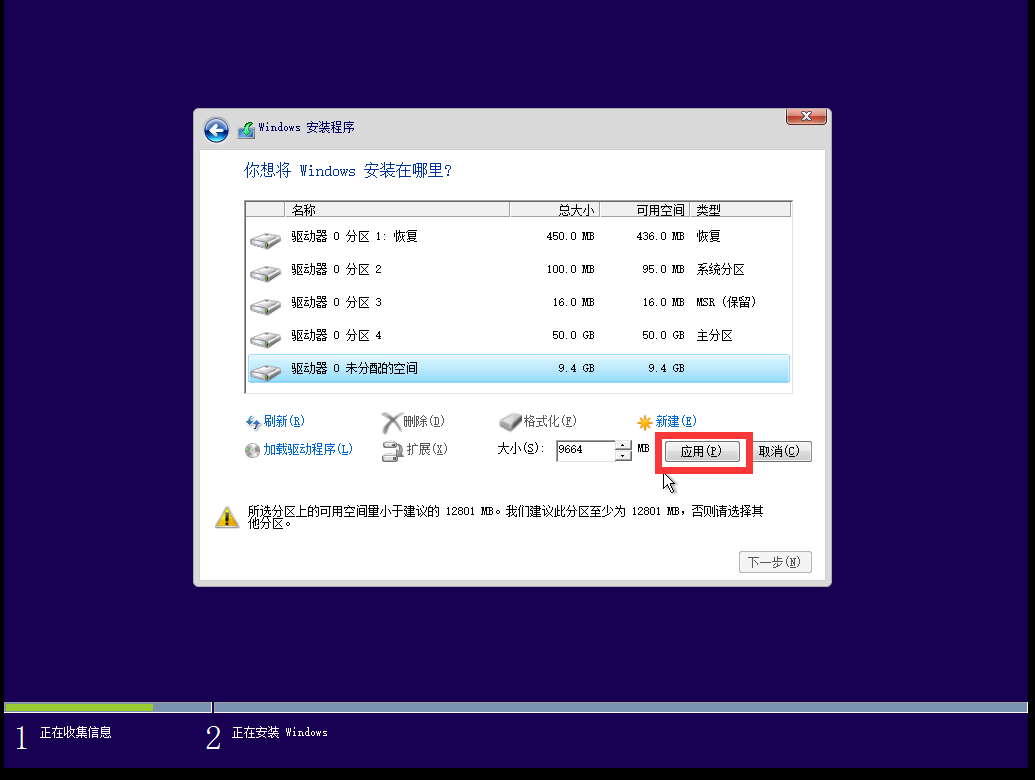 Windows 安装程序
你想将 Windows 安装在哪里?
名称 总大小 可用空间 类型
驱动器 0 分区 1: 恢复 450.0 MB 436.0 MB 恢复
驱动器 0 分区 2 100.0 MB 95.0 MB 系统分区
驱动器 0 分区 3 16.0 MB 16.0 MB MSR (保留)
驱动器 0 分区 4 50.0 GB 50.0 GB 主分区
驱动器 0 未分配的空间 9.4 GB 9.4 GB
刷新(R) 删除(D) 格式化(F) 新建(E)
加载驱动程序(L) 扩展(X) 大小(S): 9664 MB 应用(P) 取消(C)
所选分区上的可用空间量小于建议的 12801 MB。我们建议此分区至少为 12801 MB,否则请选择其
他分区。
下一步(N)
1 正在收集信息 2 正在安装 Windows